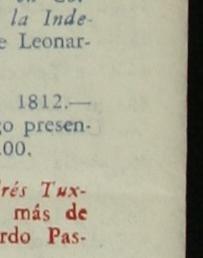 la Inde-
e Leonar-
1812.—
go presen-
.00.
rés Tux-
más de
rdo Pas-